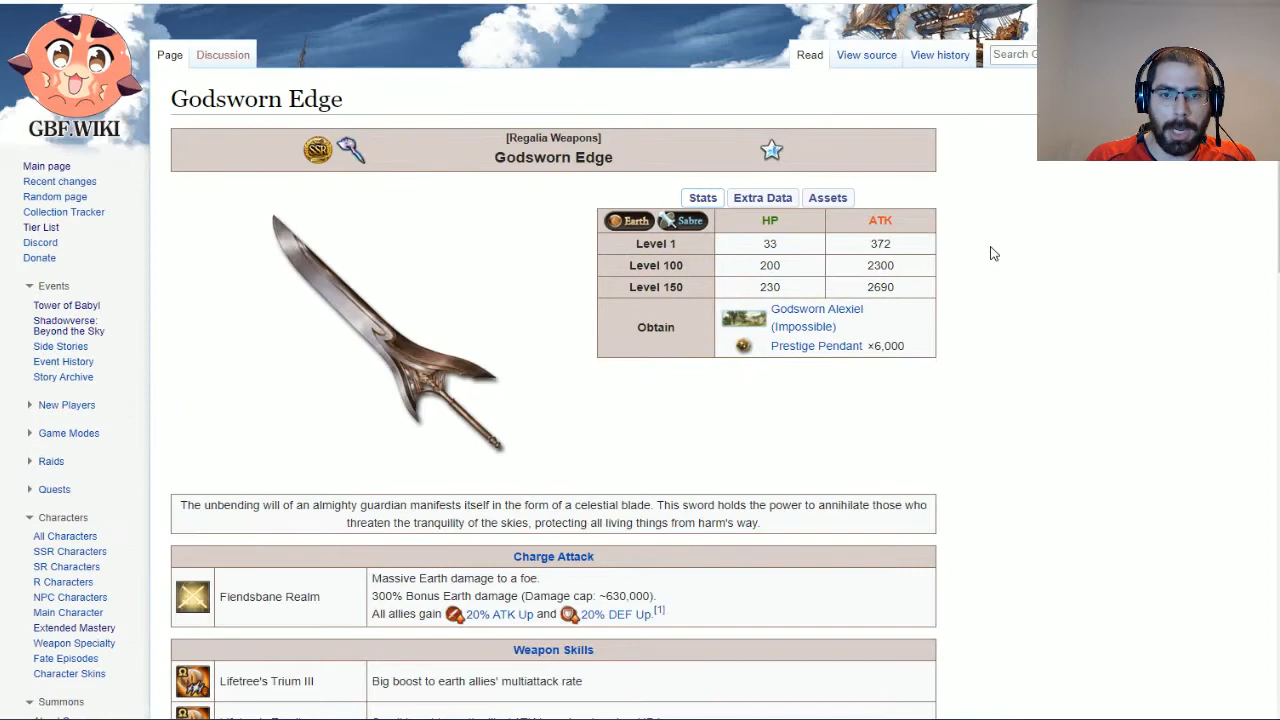 Page
Discussion
Read
View source
View history
Search G
GBF.WIKI
Godsworn Edge
SSR
[Regalia Weapons]
Godsworn Edge
Main page
Recent changes
Random page
Collection Tracker
Tier List
Discord
Donate
Events
Tower of Babyl
Shadowverse:
Beyond the Sky
Side Stories
Event History
Story Archive
New Players
Game Modes
Raids
Quests
Characters
All Characters
SSR Characters
SR Characters
R Characters
NPC Characters
Main Character
Extended Mastery
Weapon Specialty
Fate Episodes
Character Skins
Summons
Stats
Extra Data
Assets
Earth Sabre HP ATK
Level 1 33 372
Level 100 200 2300
Level 150 230 2690
Obtain
Godsworn Alexiel
(Impossible)
Prestige Pendant ×6,000
The unbending will of an almighty guardian manifests itself in the form of a celestial blade. This sword holds the power to annihilate those who
threaten the tranquility of the skies, protecting all living things from harm's way.
Charge Attack
Fiendsbane Realm
Massive Earth damage to a foe.
300% Bonus Earth damage (Damage cap: ~630,000).
All allies gain 20% ATK Up and 20% DEF Up.[1]
Weapon Skills
Lifetree's Trium III
Big boost to earth allies' multiattack rate